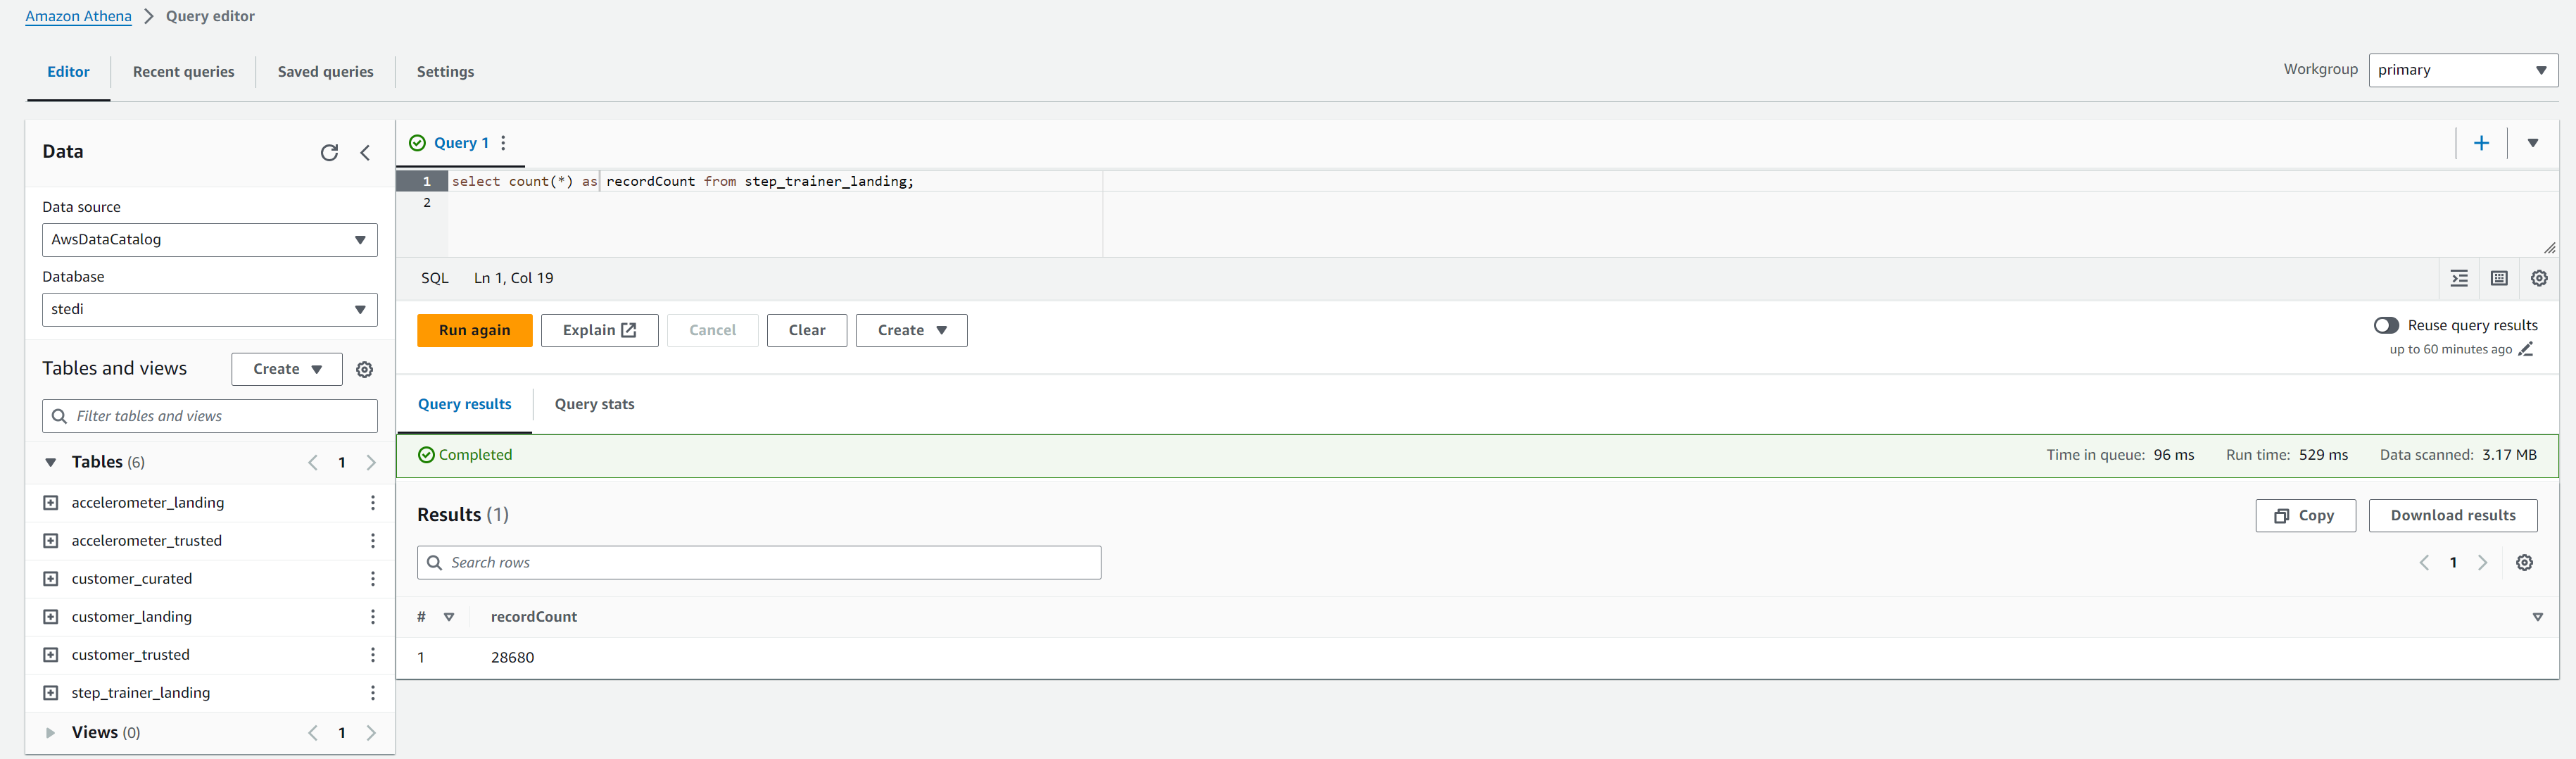 Amazon Athena > Query editor
Editor
Recent queries
Saved queries
Settings
Workgroup
primary
Data
Data source
AwsDataCatalog
Database
stedi
Tables and views
Create
Filter tables and views
Tables (6)
1
accelerometer_landing
accelerometer_trusted
customer_curated
customer_landing
customer_trusted
step_trainer_landing
Views (0)
1
Query 1
1 select count(*) as recordCount from step_trainer_landing;
2
SQL Ln 1, Col 19
Run again
Explain
Cancel
Clear
Create
Reuse query results
up to 60 minutes ago
Query results
Query stats
Completed
Time in queue: 96 ms Run time: 529 ms Data scanned: 3.17 MB
Results (1)
Copy
Download results
Search rows
1
# recordCount
1 28680